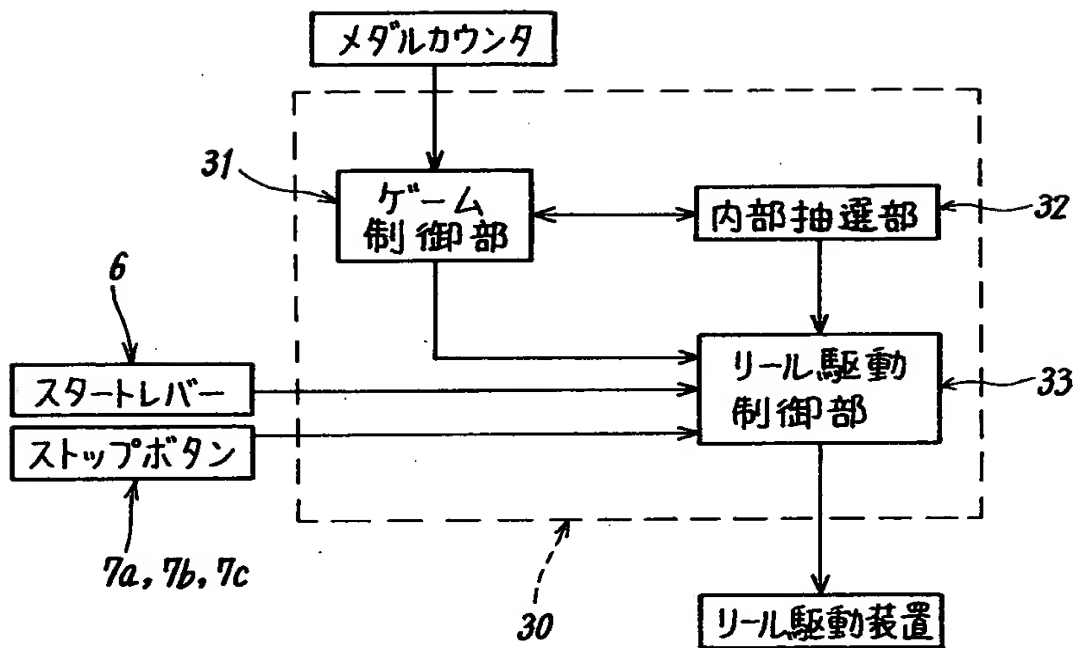 メダルカウンタ
31
ゲーム
制御部
内部抽選部
32
6
スタートレバー
リール駆動
制御部
33
ストップボタン
7a, 7b, 7c
30
リール駆動装置